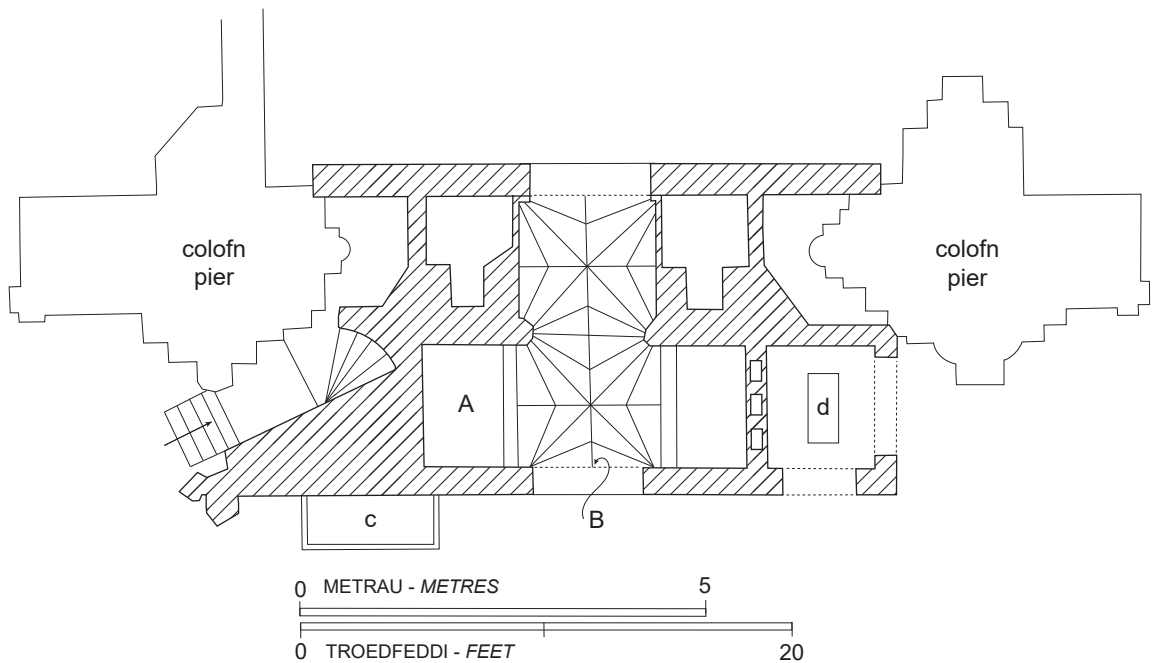 colofn
pier
colofn
pier
A
d
c
B
0 METRAU - METRES 5
0 TROEDFEDDI - FEET 20